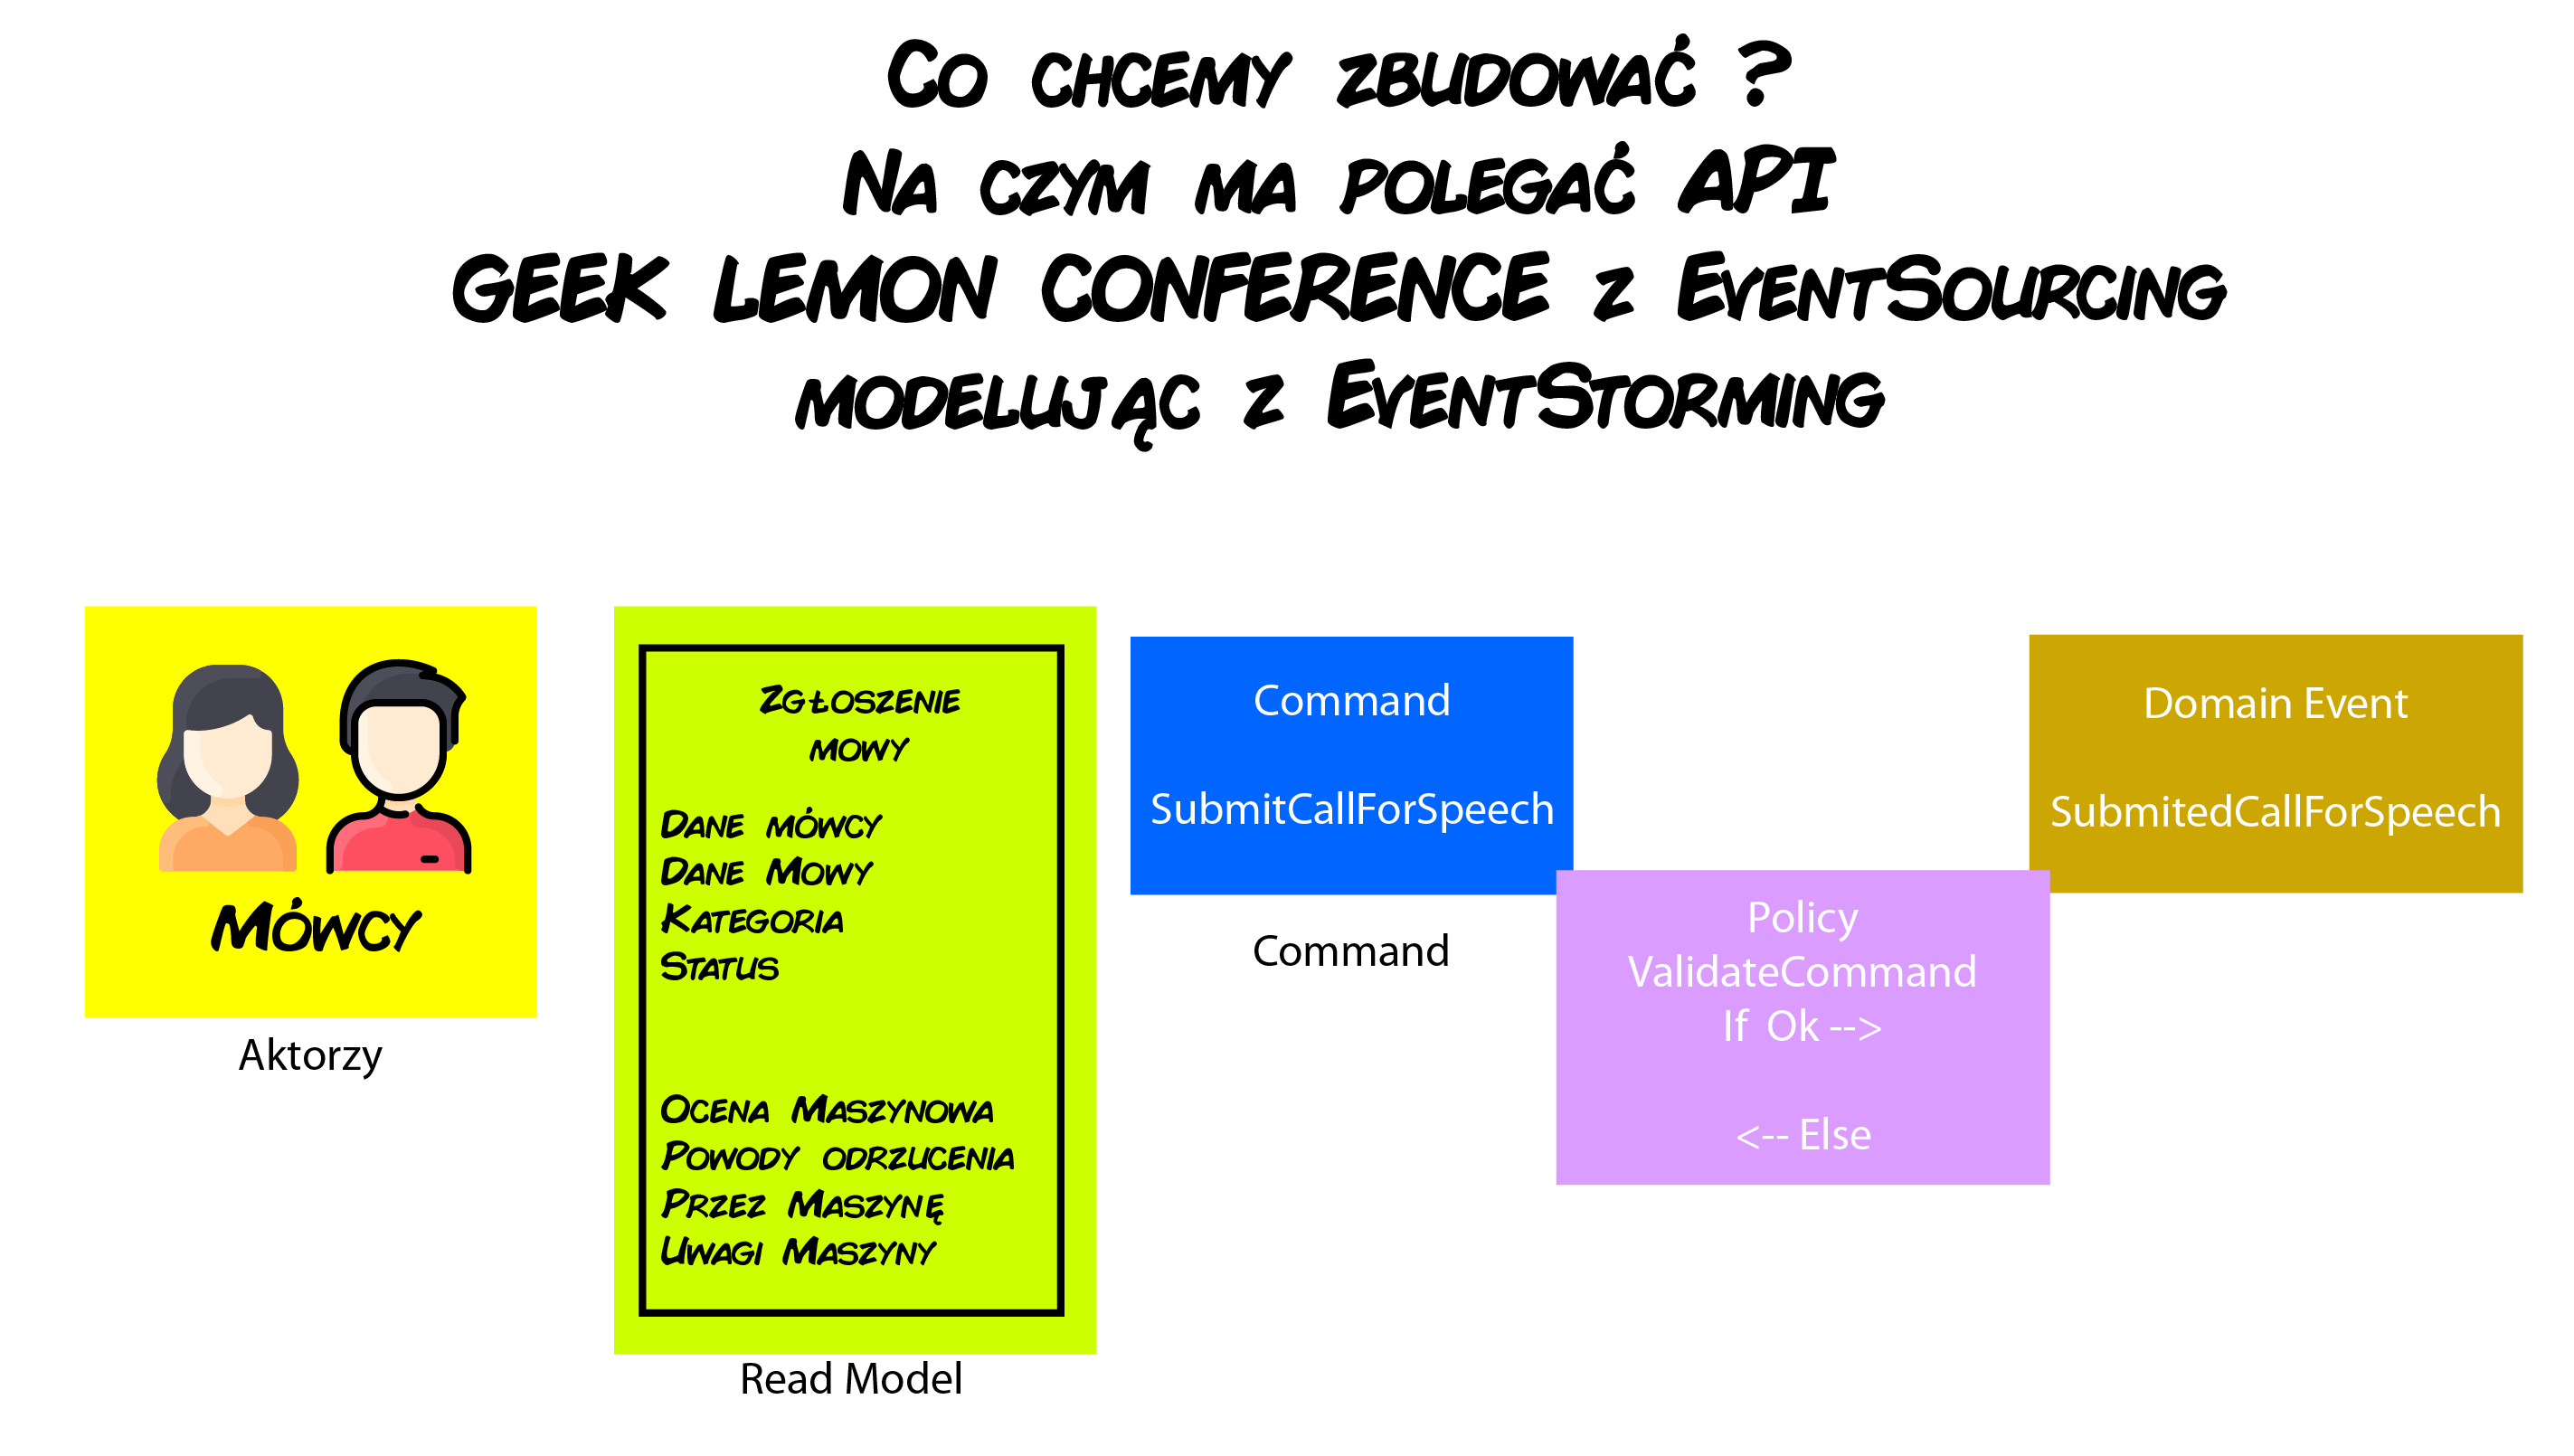 Co chcemy zbudować ?
Na czym ma polegać API
GEEK LEMON CONFERENCE z EventSourcing
modelując z EventStorming
Mówcy
Aktorzy
Zgłoszenie
mowy
Dane mówcy
Dane Mowy
Kategoria
Status
Ocena Maszynowa
Powody odrzucenia
Przez Maszynę
Uwagi Maszyny
Read Model
Command
SubmitCallForSpeech
Command
Policy
ValidateCommand
If Ok -->
<-- Else
Domain Event
SubmitedCallForSpeech